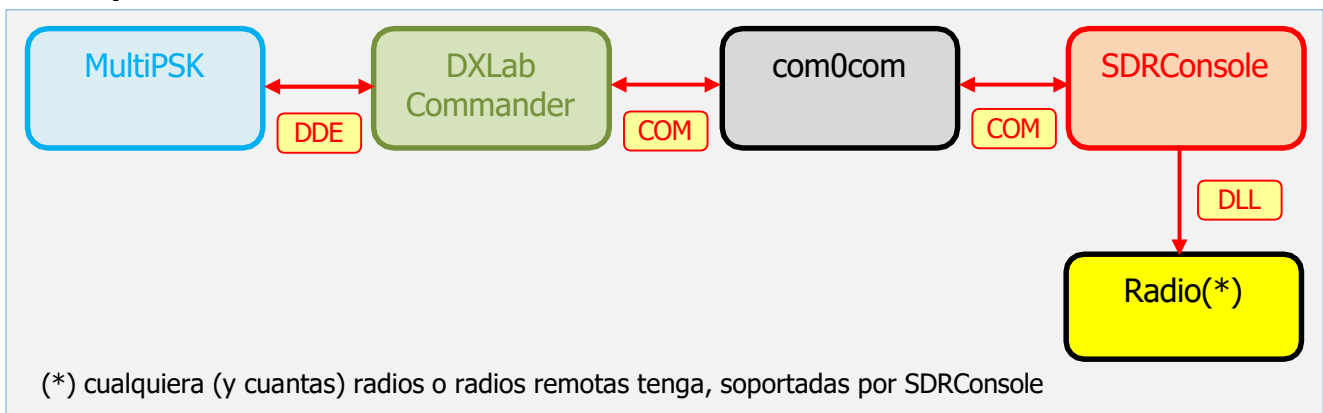 MultiPSK
DXLab
Commander
com0com
SDRConsole
DDE
COM
COM
DLL
Radio(*)
(*) cualquiera (y cuantas) radios o radios remotas tenga, soportadas por SDRConsole